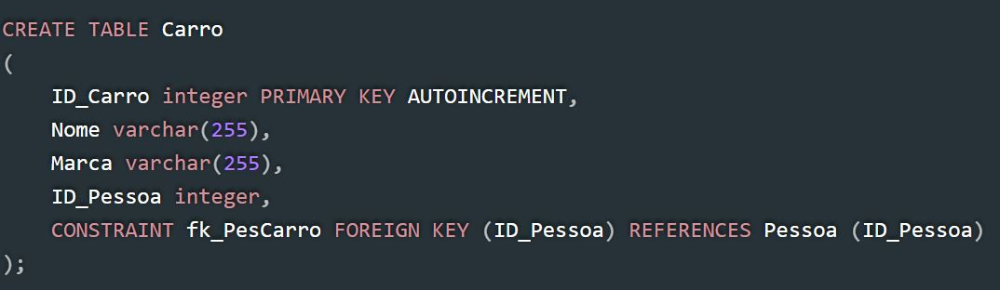 CREATE TABLE Carro
(
    ID_Carro integer PRIMARY KEY AUTOINCREMENT,
    Nome varchar(255),
    Marca varchar(255),
    ID_Pessoa integer,
    CONSTRAINT fk_PesCarro FOREIGN KEY (ID_Pessoa) REFERENCES Pessoa (ID_Pessoa)
);